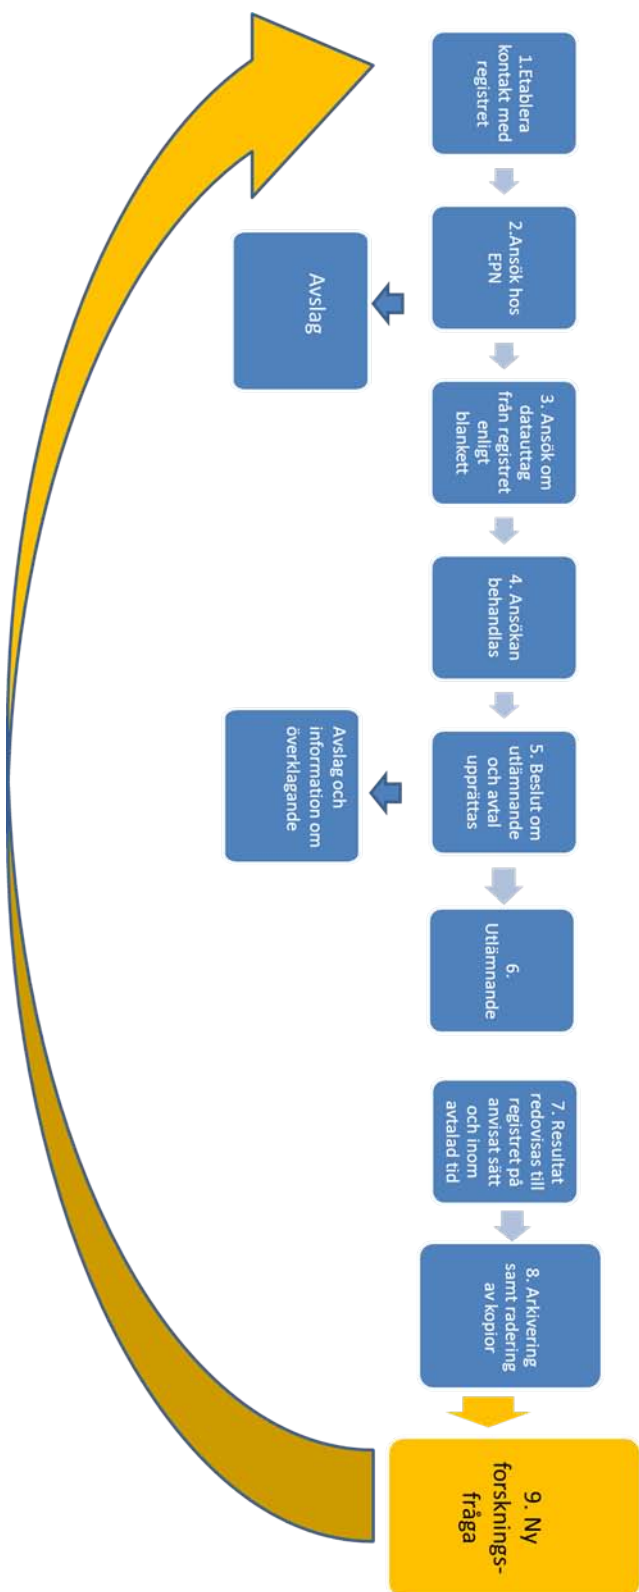 1.Etablera
kontakt med
registret
2.Ansök hos
EPN
Avslag
3. Ansök om
datauttag
från registret
enligt
blankett
4. Ansökan
behandlas
5. Beslut om
utlämnande
och avtal
upprättas
Avslag och
information om
överklagande
6.
Utlämnande
7. Resultat
redovisas till
registret på
anvisat sätt
och inom
avtalad tid
8. Arkivering
samt radering
av kopior
9. Ny
forsknings-
fråga